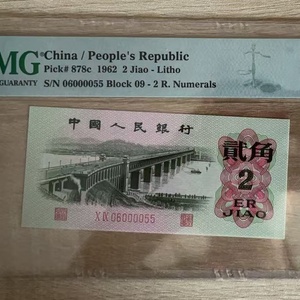 MG China / People's Republic
GUARANTY Pick# 878c 1962 2 Jiao - Litho
S/N 06000055 Block 09 - 2 R. Numerals
中國人民銀行
貳角
2
ER
JIAO
X IX 06000055